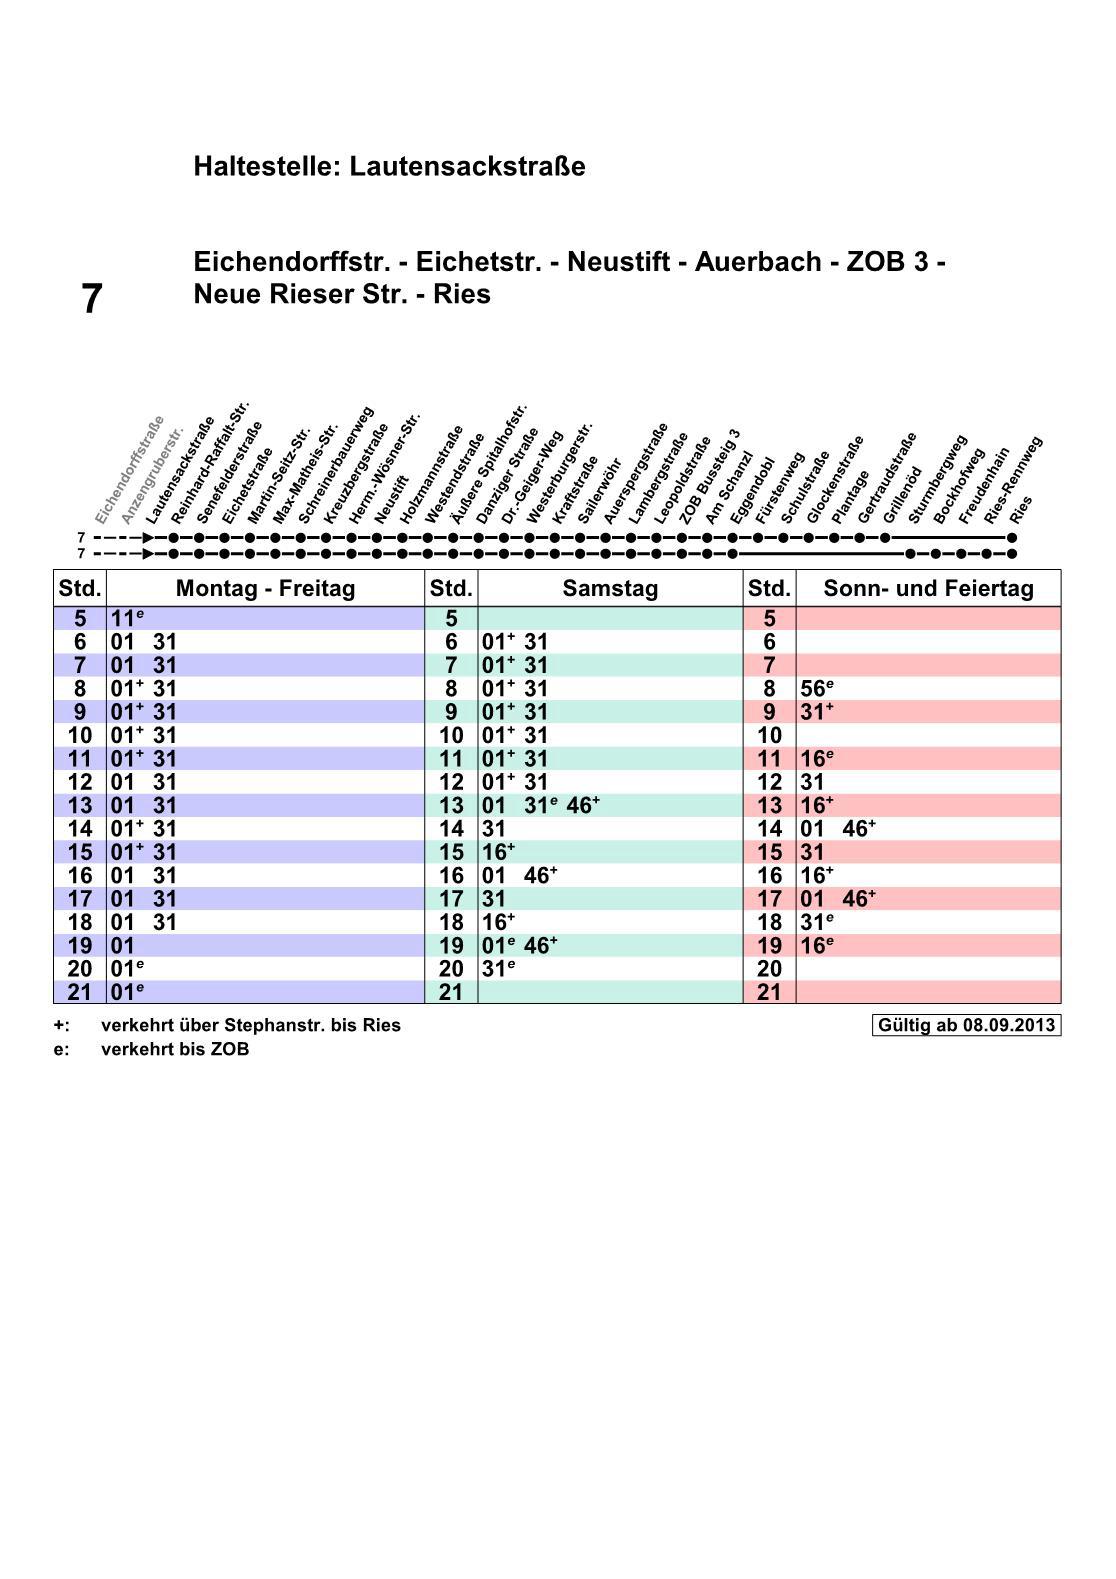 Haltestelle: Lautensackstraße
Eichendorffstr. - Eichetstr. - Neustift - Auerbach - ZOB 3 -
7
Neue Rieser Str. - Ries
Eichendorffstraße
Anzengruberstr.
Lautensackstraße
Reinhard-Raffalt-Str.
Senefelderstraße
Eichetstraße
Martin-Seitz-Str.
Max-Matheis-Str.
Schreinerbauerweg
Kreuzbergstraße
Herm.-Wösner-Str.
Neustift
Holzmannstraße
Westendstraße
Äußere Spitalhofstr.
Danziger Straße
Dr.-Geiger-Weg
Westerburgerstr.
Kraftstraße
Sailerwöhr
Auerspergstraße
Lambergstraße
Leopoldstraße
ZOB Bussteig 3
Am Schanzl
Eggendobl
Fürstenweg
Schulstraße
Glockenstraße
Plantage
Gertraudstraße
Grillenöd
Sturmbergweg
Bockhofweg
Freudenhain
Ries-Rennweg
Ries
7
7
Std. Montag - Freitag Std. Samstag Std. Sonn- und Feiertag
5 11e 5 5
6 01 31 6 01+ 31 6
7 01 31 7 01+ 31 7
8 01+ 31 8 01+ 31 8 56e
9 01+ 31 9 01+ 31 9 31+
10 01+ 31 10 01+ 31 10
11 01+ 31 11 01+ 31 11 16e
12 01 31 12 01+ 31 12 31
13 01 31 13 01 31e 46+ 13 16+
14 01+ 31 14 31 14 01 46+
15 01+ 31 15 16+ 15 31
16 01 31 16 01 46+ 16 16+
17 01 31 17 31 17 01 46+
18 01 31 18 16+ 18 31e
19 01 19 01e 46+ 19 16e
20 01e 20 31e 20
21 01e 21 21
+: verkehrt über Stephanstr. bis Ries Gültig ab 08.09.2013
e: verkehrt bis ZOB